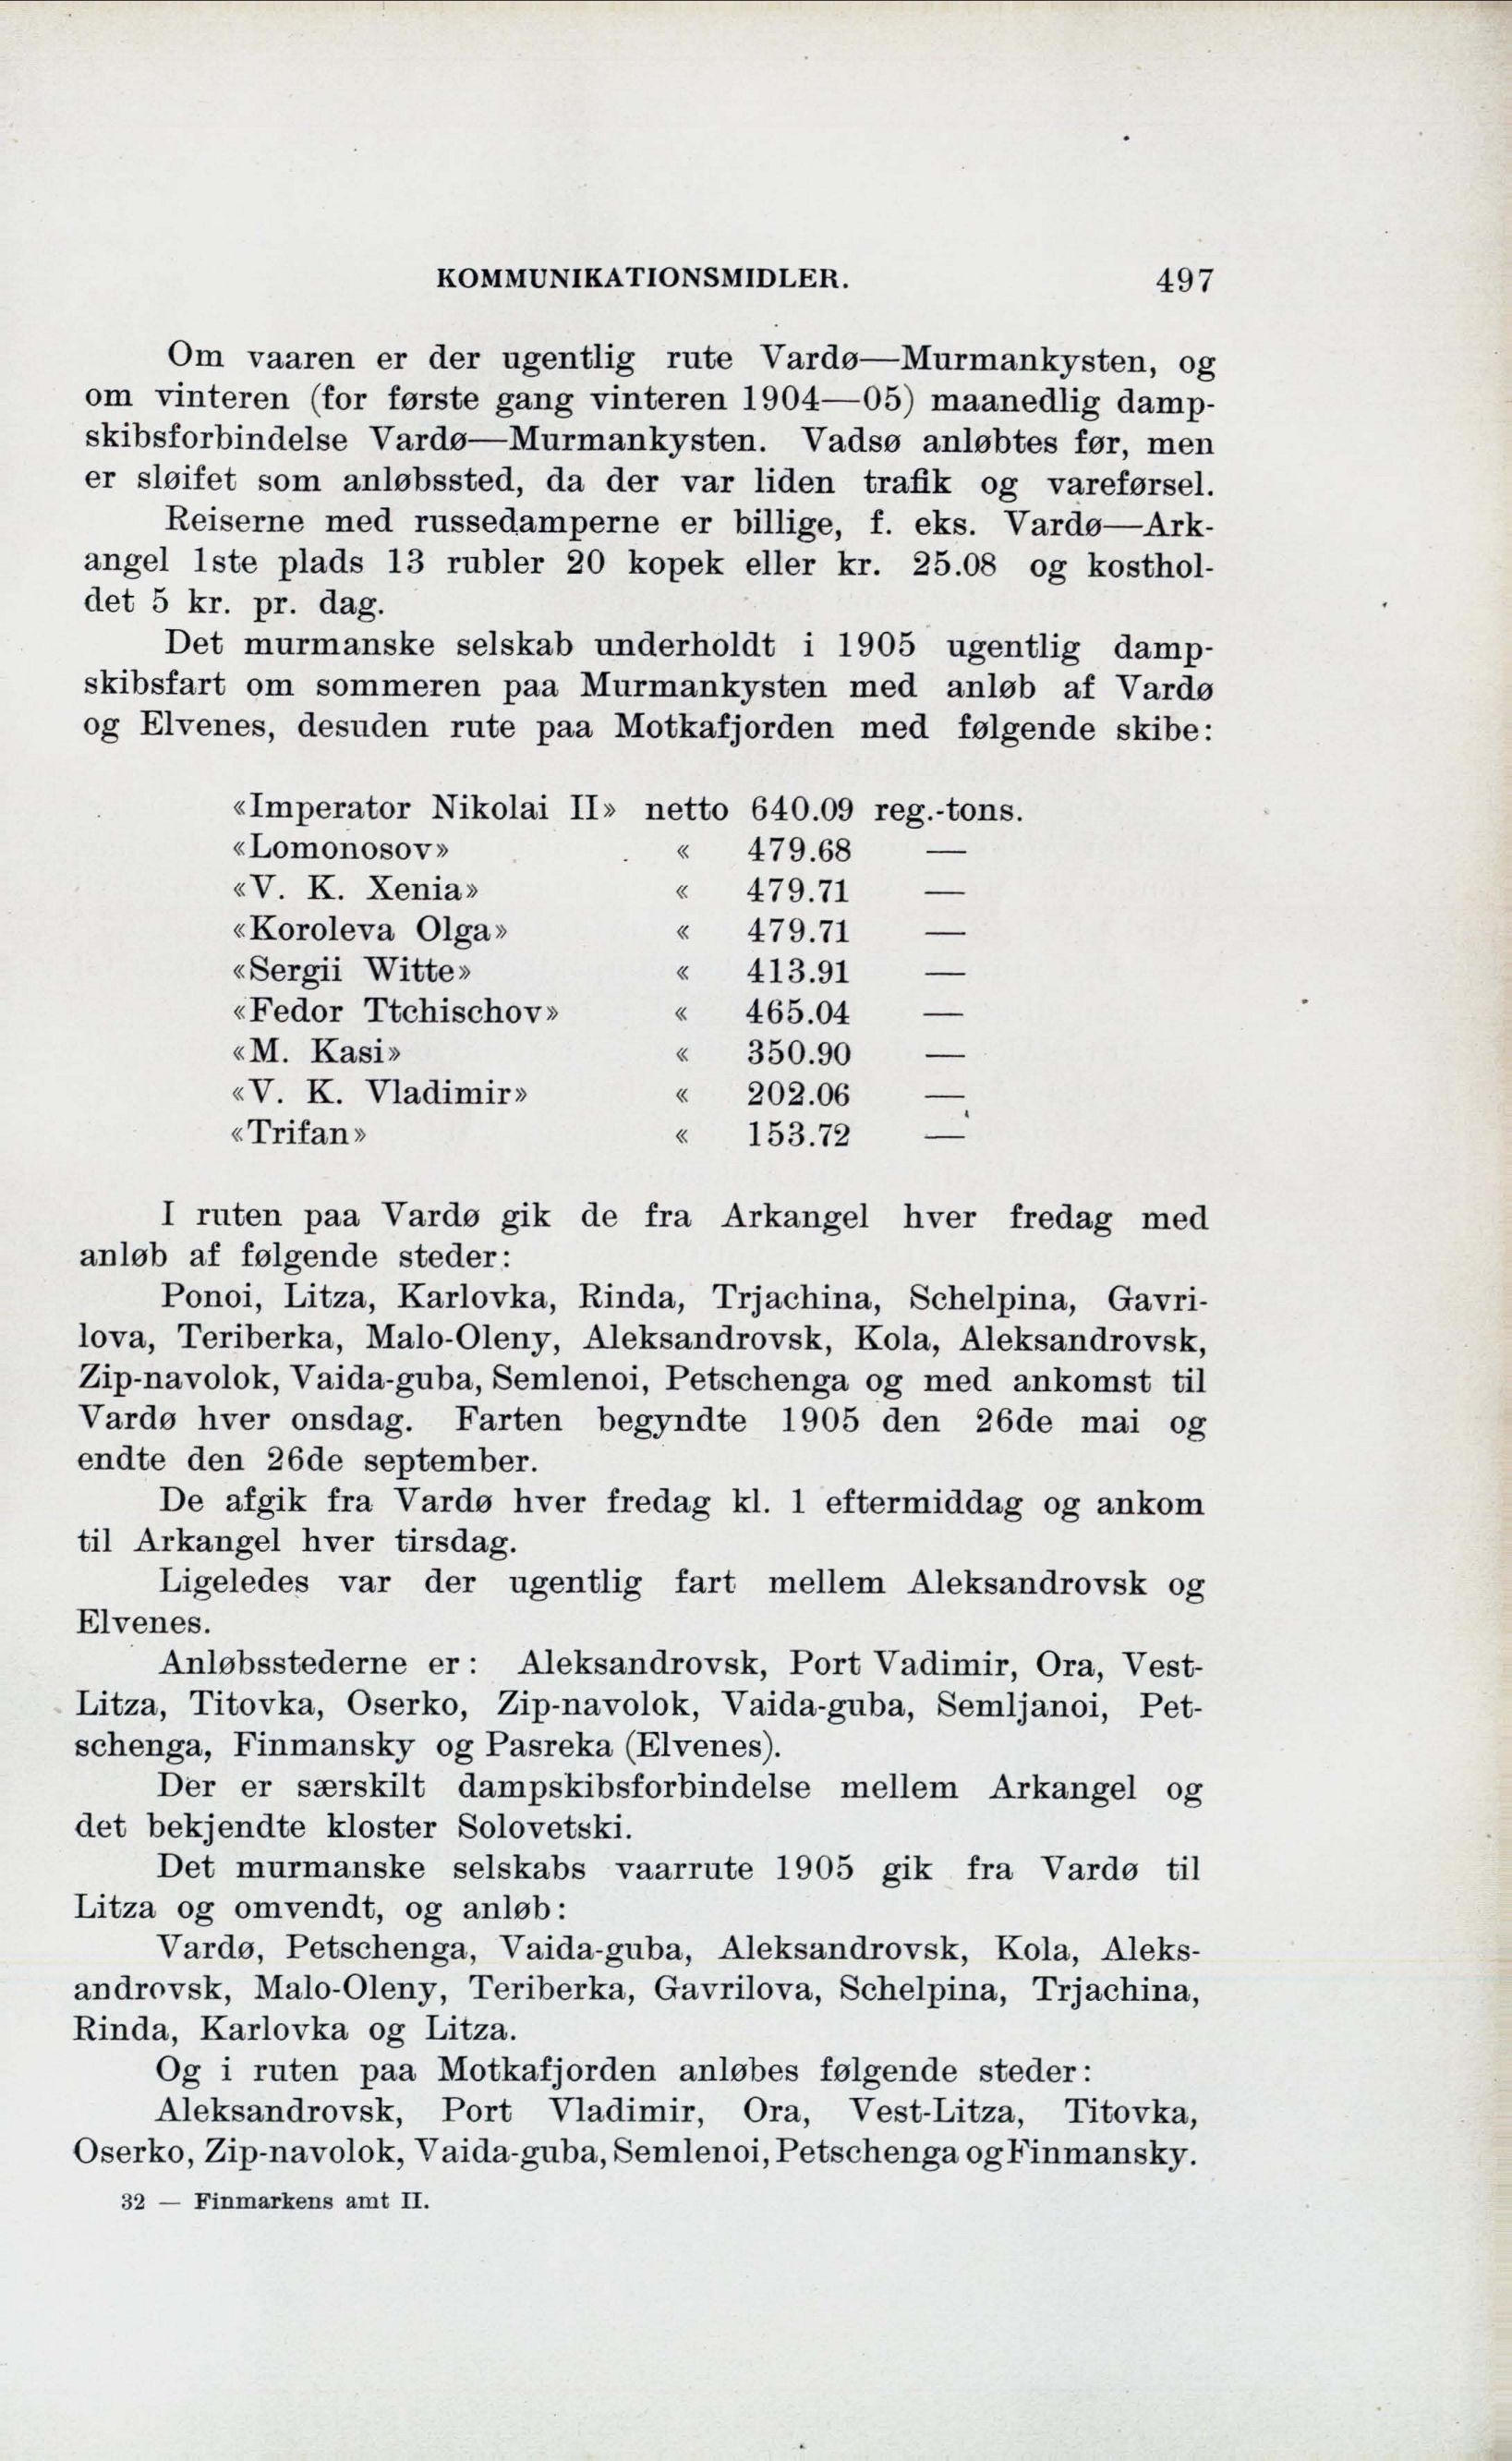 KOMMUNIKATIONSMIDLER. 497
Om vaaren er der ugentlig rute Vardø—Murmankysten, og
om vinteren (for første gang vinteren 1904—05) maanedlig damp-
skibsforbindelse Vardø—Murmankysten. Vadsø anløbtes før, men
er sløifet som anløbssted, da der var liden trafik og vareførsel.
Reiserne med russedamperne er billige, f. eks. Vardø—Ark-
angel 1ste plads 13 rubler 20 kopek eller kr. 25.08 og kosthol-
det 5 kr. pr. dag.
Det murmanske selskab underholdt i 1905 ugentlig damp-
skibsfart om sommeren paa Murmankysten med anløb af Vardø
og Elvenes, desuden rute paa Motkafjorden med følgende skibe:
«Imperator Nikolai II» netto 640.09 reg.-tons.
«Lomonosov» « 479.68 —
«V. K. Xenia» « 479.71 —
«Koroleva Olga» « 479.71 —
«Sergii Witte» « 413.91 —
«Fedor Ttchischov» « 465.04 —
«M. Kasi» « 350.90 —
«V. K. Vladimir» « 202.06 —
«Trifan» « 153.72 —
I ruten paa Vardø gik de fra Arkangel hver fredag med
anløb af følgende steder:
Ponoi, Litza, Karlovka, Rinda, Trjachina, Schelpina, Gavri-
lova, Teriberka, Malo-Oleny, Aleksandrovsk, Kola, Aleksandrovsk,
Zip-navolok, Vaida-guba, Semlenoi, Petschenga og med ankomst til
Vardø hver onsdag. Farten begyndte 1905 den 26de mai og
endte den 26de september.
De afgik fra Vardø hver fredag kl. 1 eftermiddag og ankom
til Arkangel hver tirsdag.
Ligeledes var der ugentlig fart mellem Aleksandrovsk og
Elvenes.
Anløbsstederne er: Aleksandrovsk, Port Vadimir, Ora, Vest-
Litza, Titovka, Oserko, Zip-navolok, Vaida-guba, Semljanoi, Pet-
schenga, Finmansky og Pasreka (Elvenes).
Der er særskilt dampskibsforbindelse mellem Arkangel og
det bekjendte kloster Solovetski.
Det murmanske selskabs vaarrute 1905 gik fra Vardø til
Litza og omvendt, og anløb:
Vardø, Petschenga, Vaida-guba, Aleksandrovsk, Kola, Aleks-
androvsk, Malo-Oleny, Teriberka, Gavrilova, Schelpina, Trjachina,
Rinda, Karlovka og Litza.
Og i ruten paa Motkafjorden anløbes følgende steder:
Aleksandrovsk, Port Vladimir, Ora, Vest-Litza, Titovka,
Oserko, Zip-navolok, Vaida-guba, Semlenoi, Petschenga og Finmansky.
32 — Finmarkens amt II.